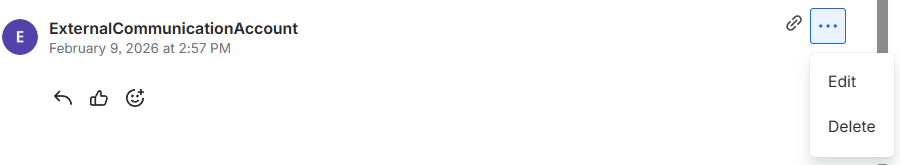 E
ExternalCommunicationAccount
February 9, 2026 at 2:57 PM
Edit
Delete